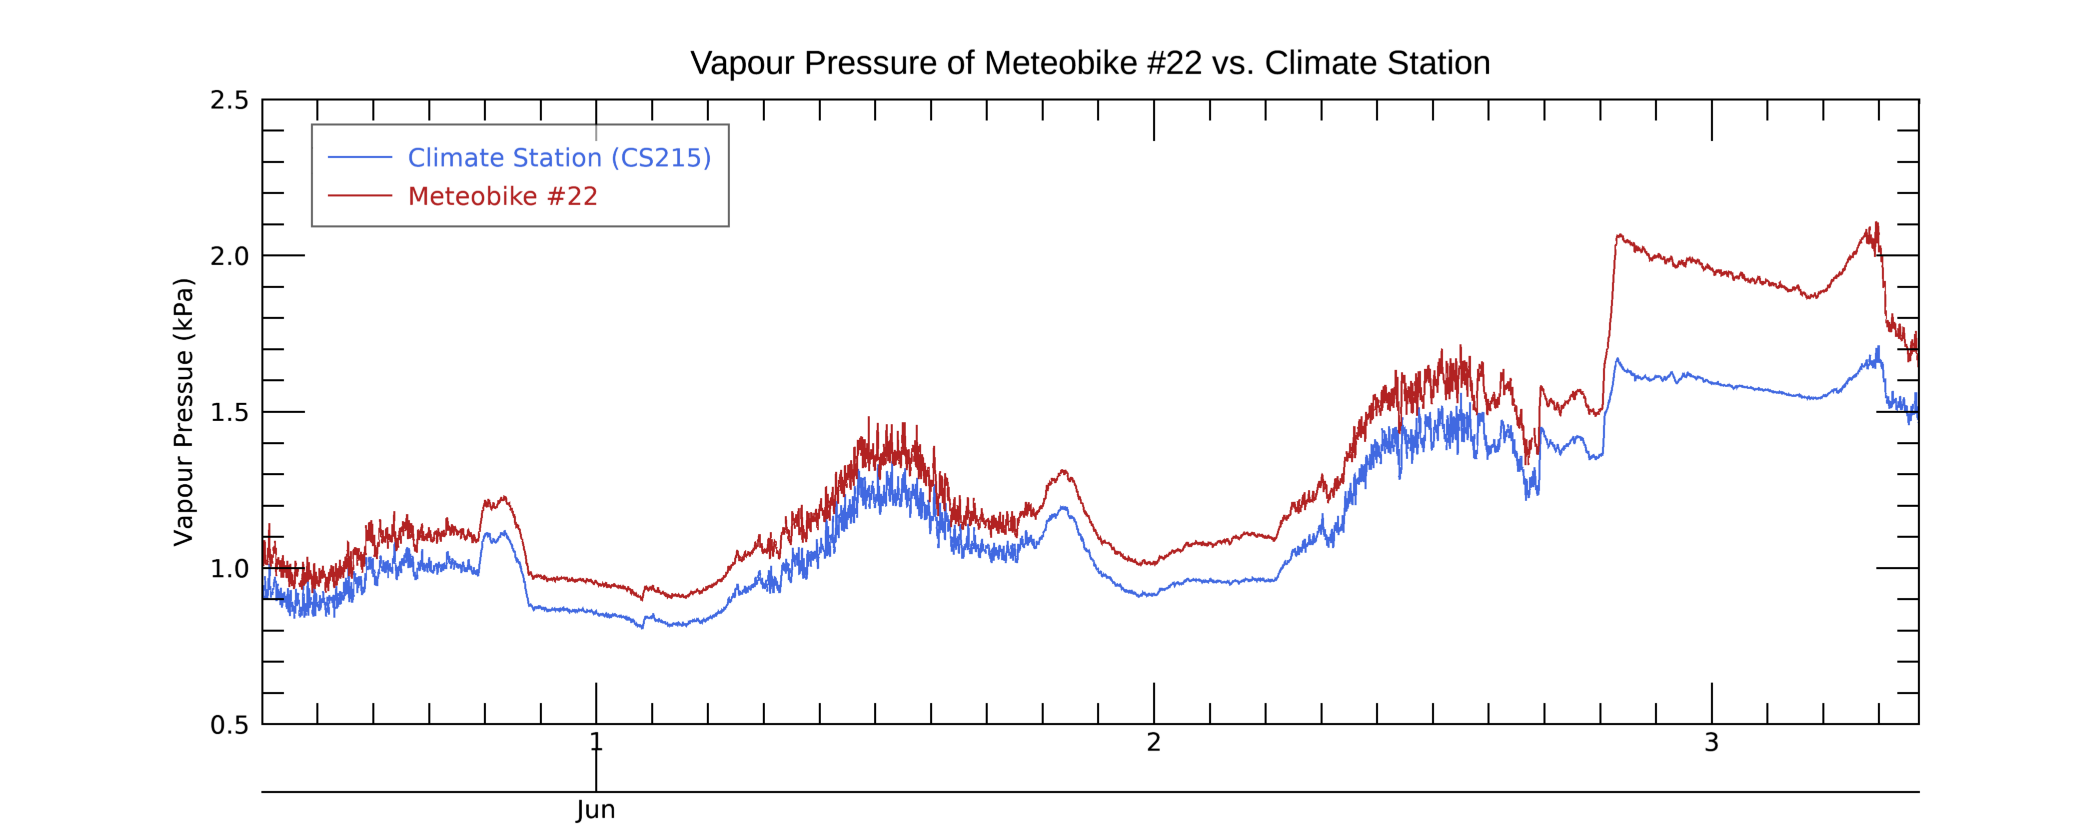 Vapour Pressure of Meteobike #22 vs. Climate Station
2.5
Climate Station (CS215)
Meteobike #22
2.0
1.5
1.0
0.5
Vapour Pressue (kPa)
1
2
3
Jun